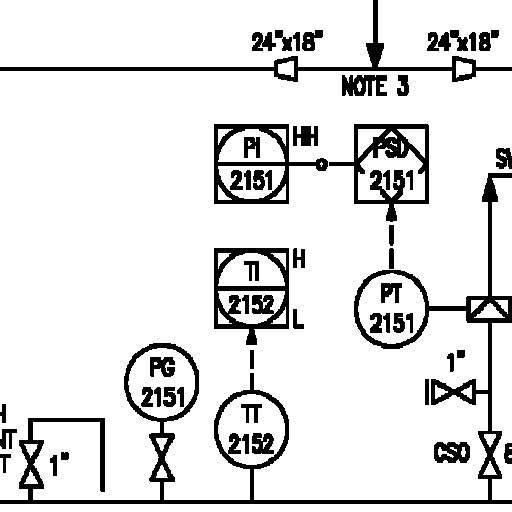 24"x18" 24"x18"
NOTE 3
PI HH PSD
2151 2151
TI H
2152 L
PT
2151
1"
PG
2151
TT
2152
CSO
NT
1"